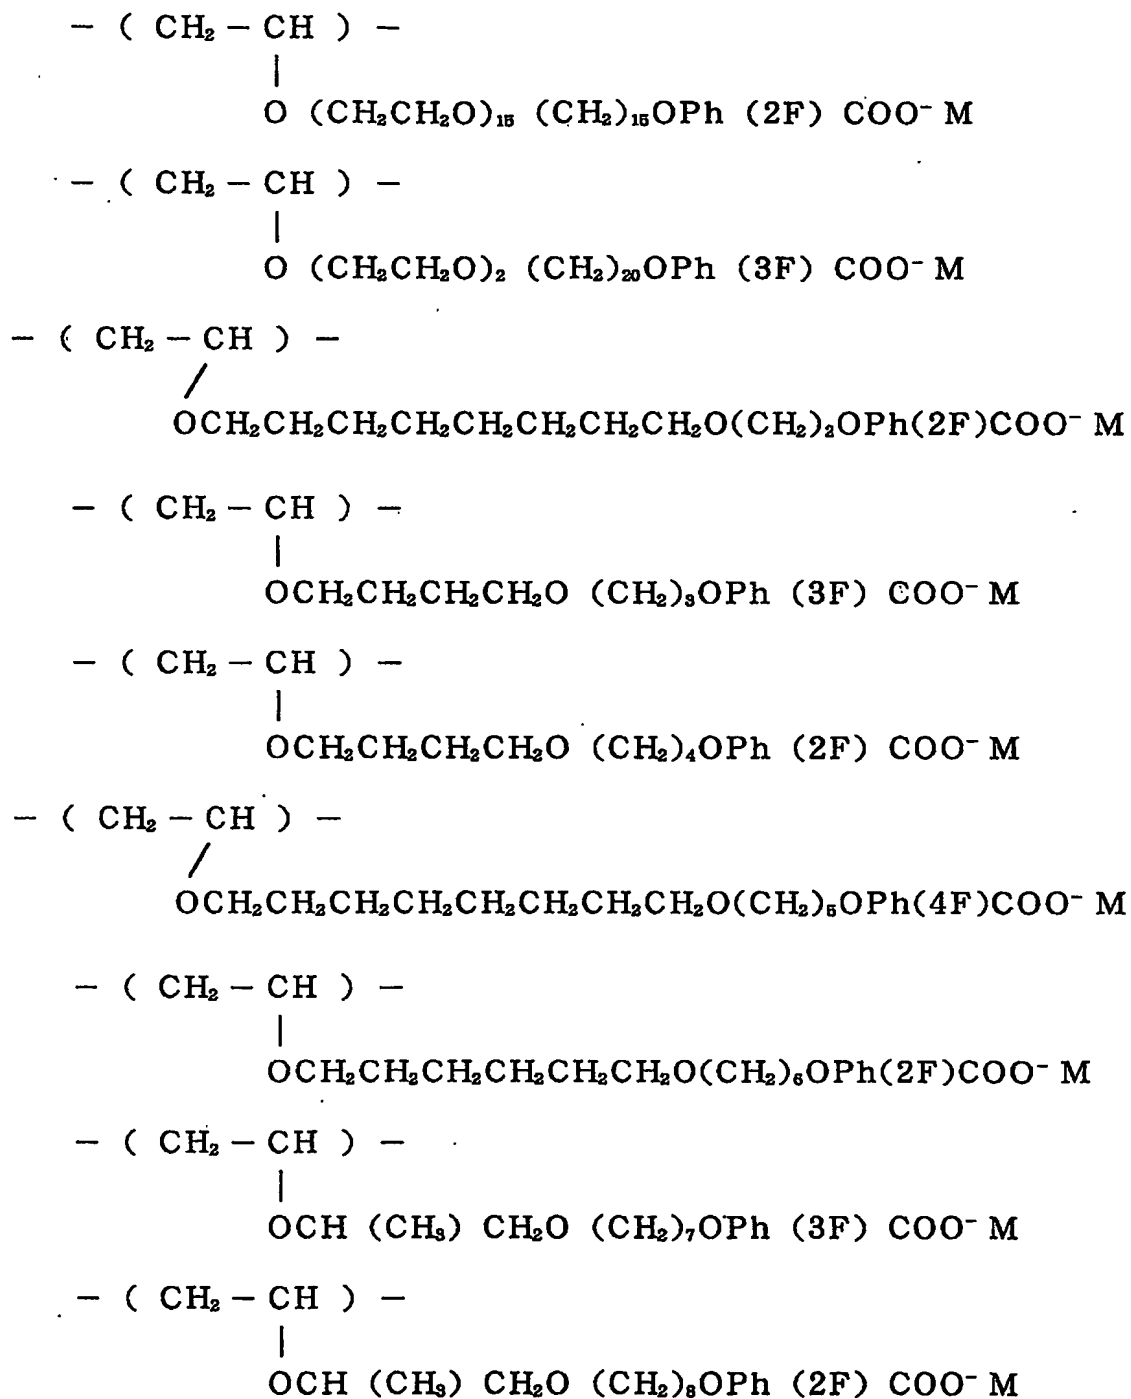 — ( CH₂ — CH ) —
|
O (CH₂CH₂O)₁₅ (CH₂)₁₅OPh (2F) COO⁻ M
— ( CH₂ — CH ) —
|
O (CH₂CH₂O)₂ (CH₂)₂₀OPh (3F) COO⁻ M
— ( CH₂ — CH ) —
/
OCH₂CH₂CH₂CH₂CH₂CH₂CH₂CH₂O(CH₂)₂OPh(2F)COO⁻ M
— ( CH₂ — CH ) —
|
OCH₂CH₂CH₂CH₂O (CH₂)₃OPh (3F) COO⁻ M
— ( CH₂ — CH ) —
|
OCH₂CH₂CH₂CH₂O (CH₂)₄OPh (2F) COO⁻ M
— ( CH₂ — CH ) —
/
OCH₂CH₂CH₂CH₂CH₂CH₂CH₂CH₂O(CH₂)₅OPh(4F)COO⁻ M
— ( CH₂ — CH ) —
|
OCH₂CH₂CH₂CH₂CH₂CH₂O(CH₂)₆OPh(2F)COO⁻ M
— ( CH₂ — CH ) —
|
OCH (CH₃) CH₂O (CH₂)₇OPh (3F) COO⁻ M
— ( CH₂ — CH ) —
|
OCH (CH₃) CH₂O (CH₂)₈OPh (2F) COO⁻ M